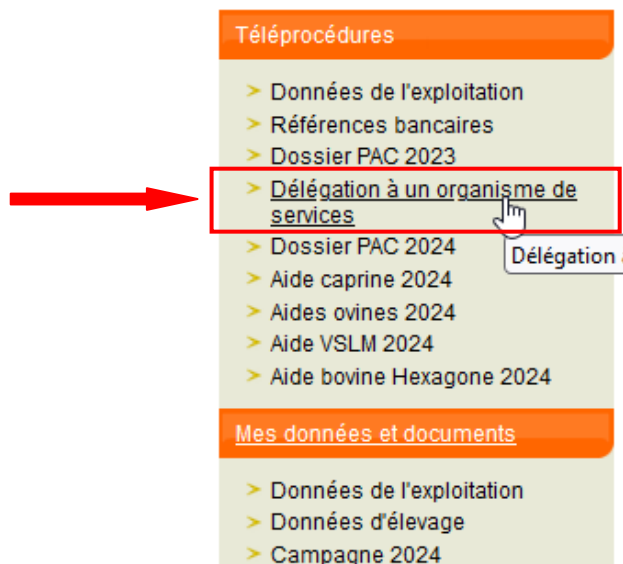 Téléprocédures
> Données de l'exploitation
> Références bancaires
> Dossier PAC 2023
> Délégation à un organisme de
services
> Dossier PAC 2024
Délégation
> Aide caprine 2024
> Aides ovines 2024
> Aide VSLM 2024
> Aide bovine Hexagone 2024
Mes données et documents
> Données de l'exploitation
> Données d'élevage
> Campagne 2024